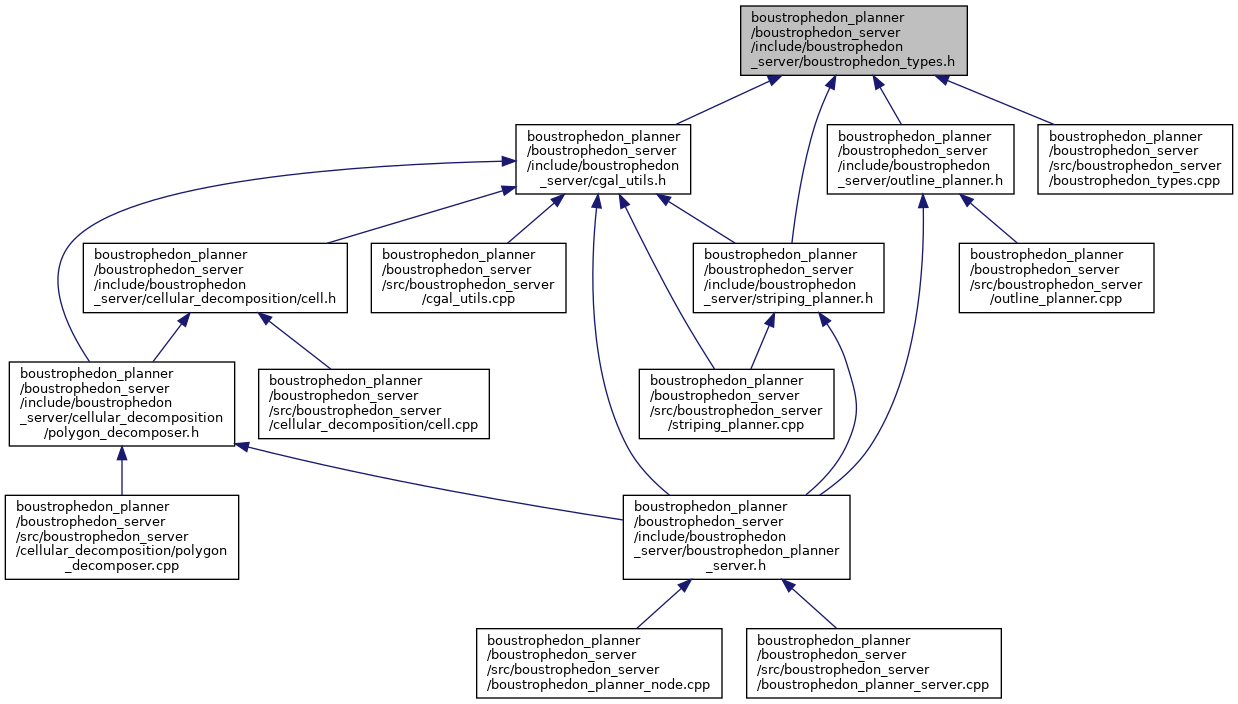 boustrophedon_planner
/boustrophedon_server
/include/boustrophedon
_server/boustrophedon_types.h
boustrophedon_planner
/boustrophedon_server
/include/boustrophedon
_server/cgal_utils.h
boustrophedon_planner
/boustrophedon_server
/include/boustrophedon
_server/outline_planner.h
boustrophedon_planner
/boustrophedon_server
/src/boustrophedon_server
/boustrophedon_types.cpp
boustrophedon_planner
/boustrophedon_server
/include/boustrophedon
_server/cellular_decomposition/cell.h
boustrophedon_planner
/boustrophedon_server
/src/boustrophedon_server
/cgal_utils.cpp
boustrophedon_planner
/boustrophedon_server
/include/boustrophedon
_server/striping_planner.h
boustrophedon_planner
/boustrophedon_server
/src/boustrophedon_server
/outline_planner.cpp
boustrophedon_planner
/boustrophedon_server
/include/boustrophedon
_server/cellular_decomposition
/polygon_decomposer.h
boustrophedon_planner
/boustrophedon_server
/src/boustrophedon_server
/cellular_decomposition/cell.cpp
boustrophedon_planner
/boustrophedon_server
/src/boustrophedon_server
/striping_planner.cpp
boustrophedon_planner
/boustrophedon_server
/src/boustrophedon_server
/cellular_decomposition/polygon
_decomposer.cpp
boustrophedon_planner
/boustrophedon_server
/include/boustrophedon
_server/boustrophedon_planner
_server.h
boustrophedon_planner
/boustrophedon_server
/src/boustrophedon_server
/boustrophedon_planner_node.cpp
boustrophedon_planner
/boustrophedon_server
/src/boustrophedon_server
/boustrophedon_planner_server.cpp